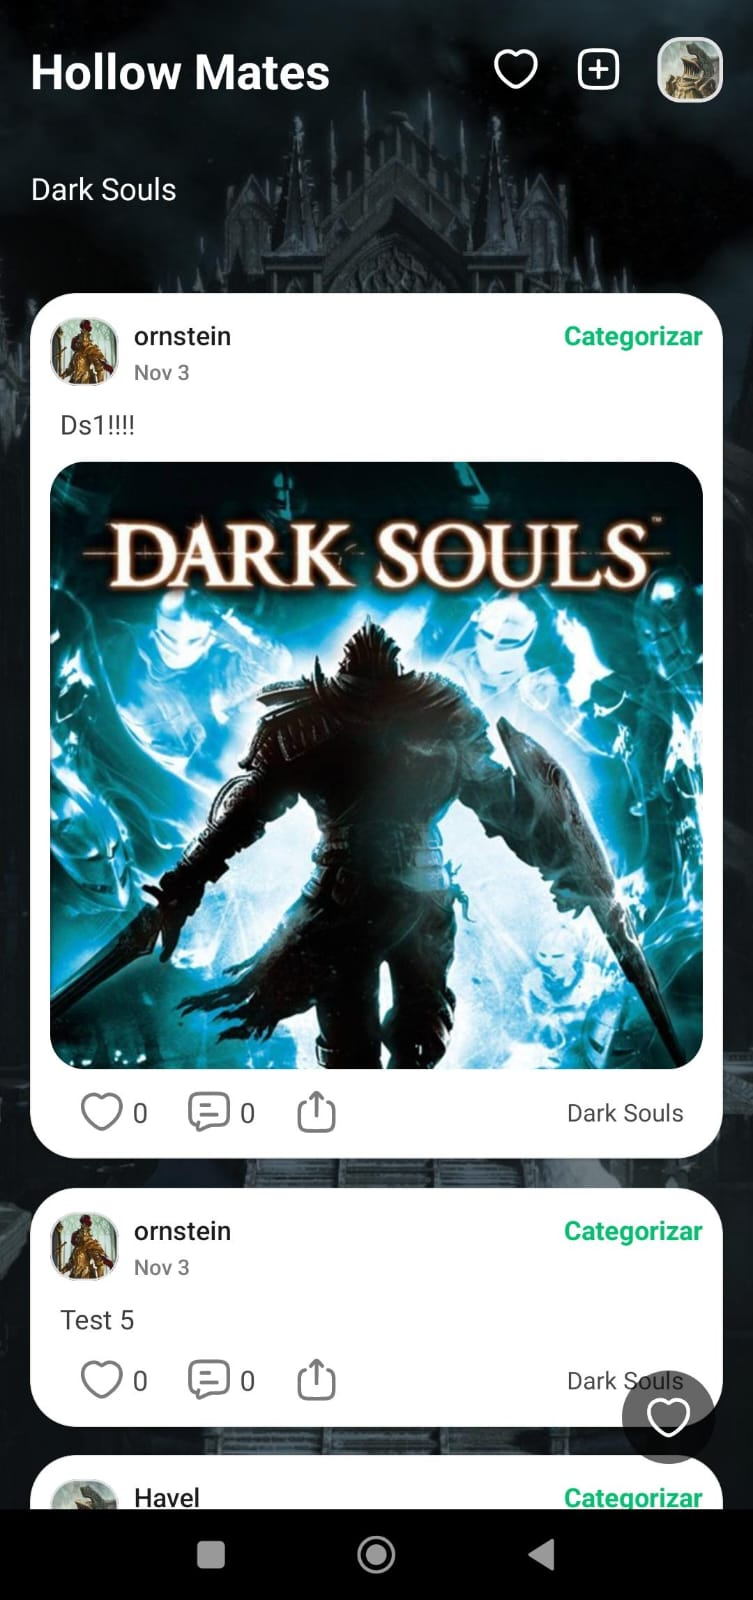 Hollow Mates
Dark Souls
ornstein
Categorizar
Nov 3
Ds1!!!!
DARK SOULS™
0
0
Dark Souls
ornstein
Categorizar
Nov 3
Test 5
0
0
Dark Souls
Havel
Categorizar